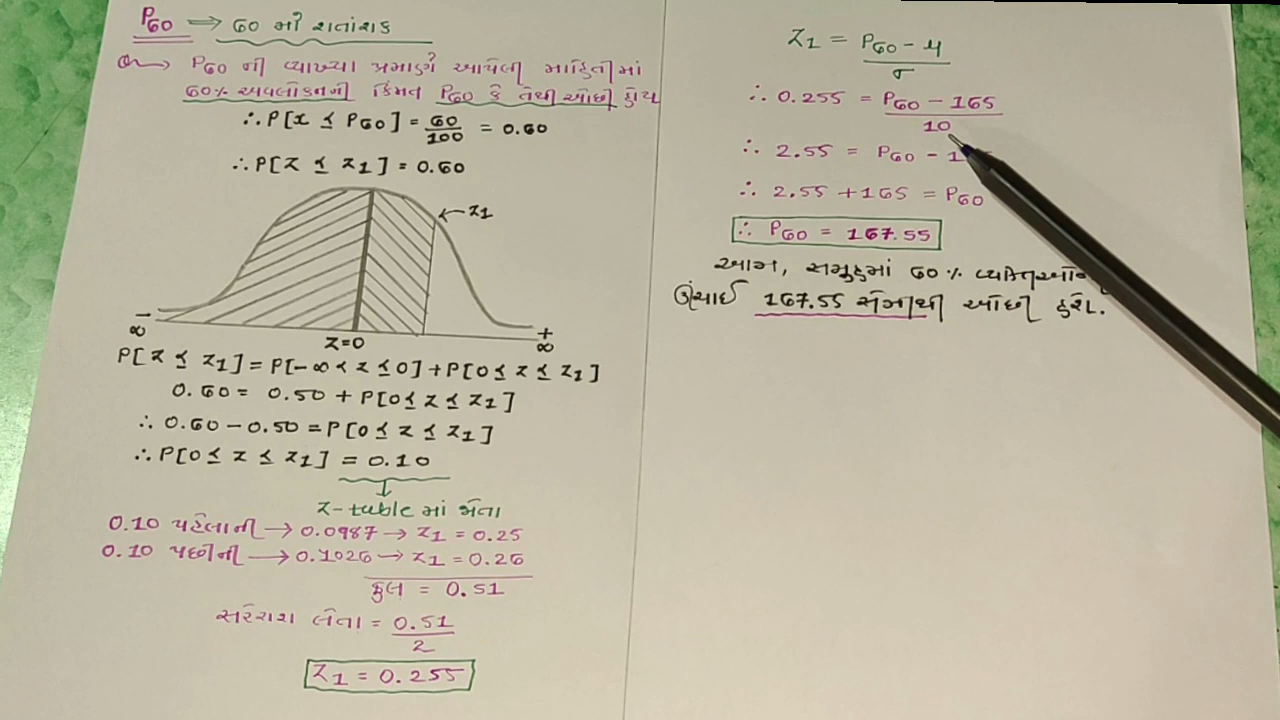 P60 ⟹ 60 મો શતાંશક
P60 ની વ્યાખ્યા પ્રમાણે આપેલી માહિતીમાં
60% અવલોકનની કિંમત P60 કે તેથી ઓછી હોય
∴ P[x ≤ P60] = 60/100 = 0.60
∴ P[z ≤ z1] = 0.60
← z1
-∞ z=0 +∞
P[z ≤ z1] = P[-∞ < z ≤ 0] + P[0 ≤ z ≤ z1]
0.60 = 0.50 + P[0 ≤ z ≤ z1]
∴ 0.60 - 0.50 = P[0 ≤ z ≤ z1]
∴ P[0 ≤ z ≤ z1] = 0.10
z-table માં જોતા
0.10 પહેલાની → 0.0987 → z1 = 0.25
0.10 પછીની → 0.1026 → z1 = 0.26
કુલ = 0.51
સરેરાશ લેતા = 0.51/2
z1 = 0.255
z1 = P60 - μ / σ
∴ 0.255 = P60 - 165 / 10
∴ 2.55 = P60 - 1
∴ 2.55 + 165 = P60
∴ P60 = 167.55
આમ, સમુહમાં 60%
ઊંચાઈ 167.55 સેમીથી ઓછી હશે.